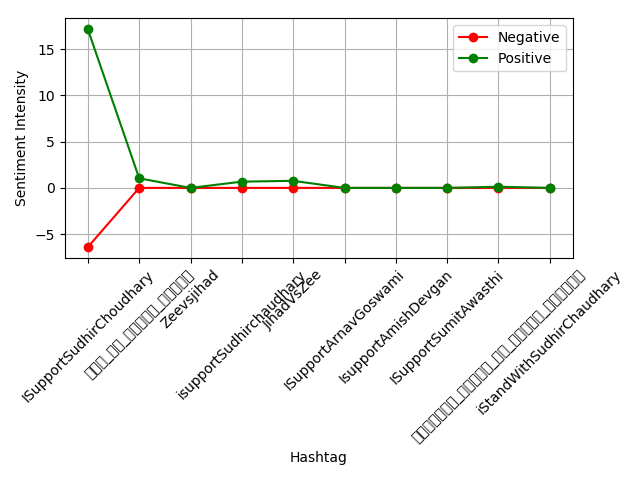 Negative
Positive
15
10
5
0
−5
Sentiment Intensity
ISupportSudhirChoudhary
Zeevsjihad
isupportSudhirchaudhary
JihadVsZee
ISupportArnavGoswami
IsupportAmishDevgan
ISupportSumitAwasthi
iStandWithSudhirChaudhary
Hashtag